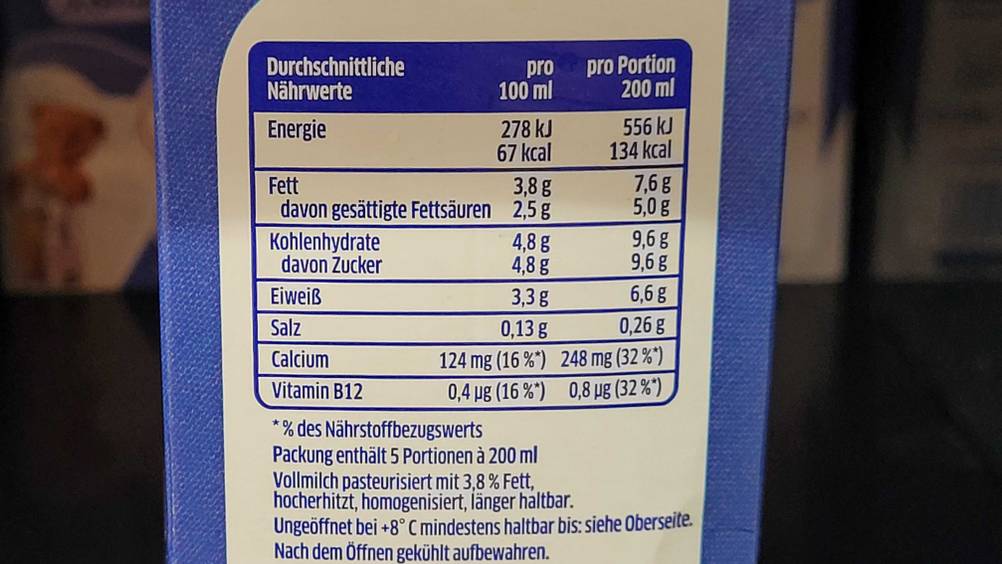 Durchschnittliche pro pro Portion
Nährwerte 100 ml 200 ml
Energie 278 kJ 556 kJ
67 kcal 134 kcal
Fett 3,8 g 7,6 g
davon gesättigte Fettsäuren 2,5 g 5,0 g
Kohlenhydrate 4,8 g 9,6 g
davon Zucker 4,8 g 9,6 g
Eiweiß 3,3 g 6,6 g
Salz 0,13 g 0,26 g
Calcium 124 mg (16 %*) 248 mg (32 %*)
Vitamin B12 0,4 µg (16 %*) 0,8 µg (32 %*)
* % des Nährstoffbezugswerts
Packung enthält 5 Portionen à 200 ml
Vollmilch pasteurisiert mit 3,8 % Fett,
hocherhitzt, homogenisiert, länger haltbar.
Ungeöffnet bei +8° C mindestens haltbar bis: siehe Oberseite.
Nach dem Öffnen gekühlt aufbewahren.